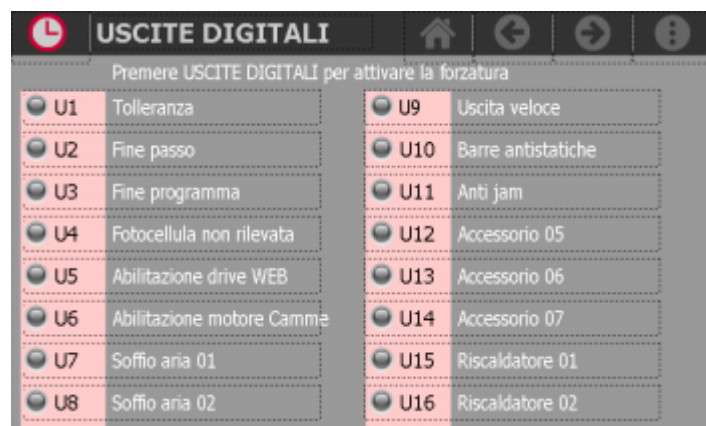 USCITE DIGITALI
Premere USCITE DIGITALI per attivare la forzatura
U1 Tolleranza
U2 Fine passo
U3 Fine programma
U4 Fotocellula non rilevata
U5 Abilitazione drive WEB
U6 Abilitazione motore Camme
U7 Soffio aria 01
U8 Soffio aria 02
U9 Uscita veloce
U10 Barre antistatiche
U11 Anti jam
U12 Accessorio 05
U13 Accessorio 06
U14 Accessorio 07
U15 Riscaldatore 01
U16 Riscaldatore 02